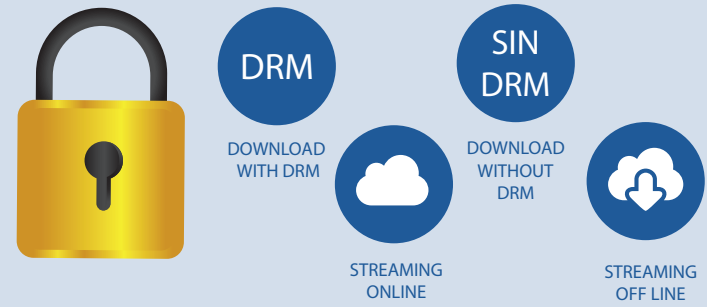 DRM
DOWNLOAD
WITH DRM
STREAMING
ONLINE
SIN
DRM
DOWNLOAD
WITHOUT
DRM
STREAMING
OFF LINE